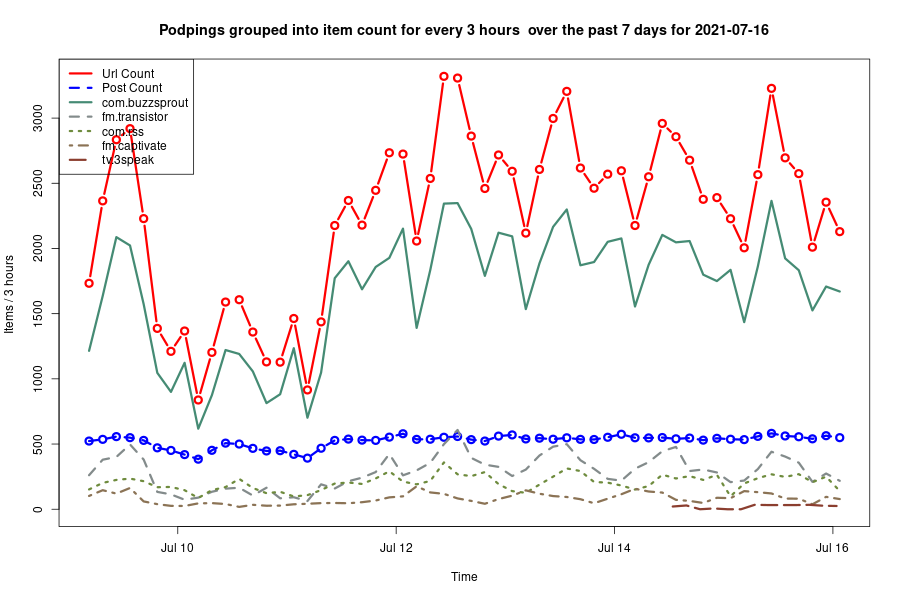 Podpings grouped into item count for every 3 hours  over the past 7 days for 2021-07-16
Url Count
Post Count
com.buzzsprout
fm.transistor
com.rss
fm.captivate
tv.3speak
3000
2500
2000
1500
1000
500
0
Items / 3 hours
Jul 10
Jul 12
Jul 14
Jul 16
Time